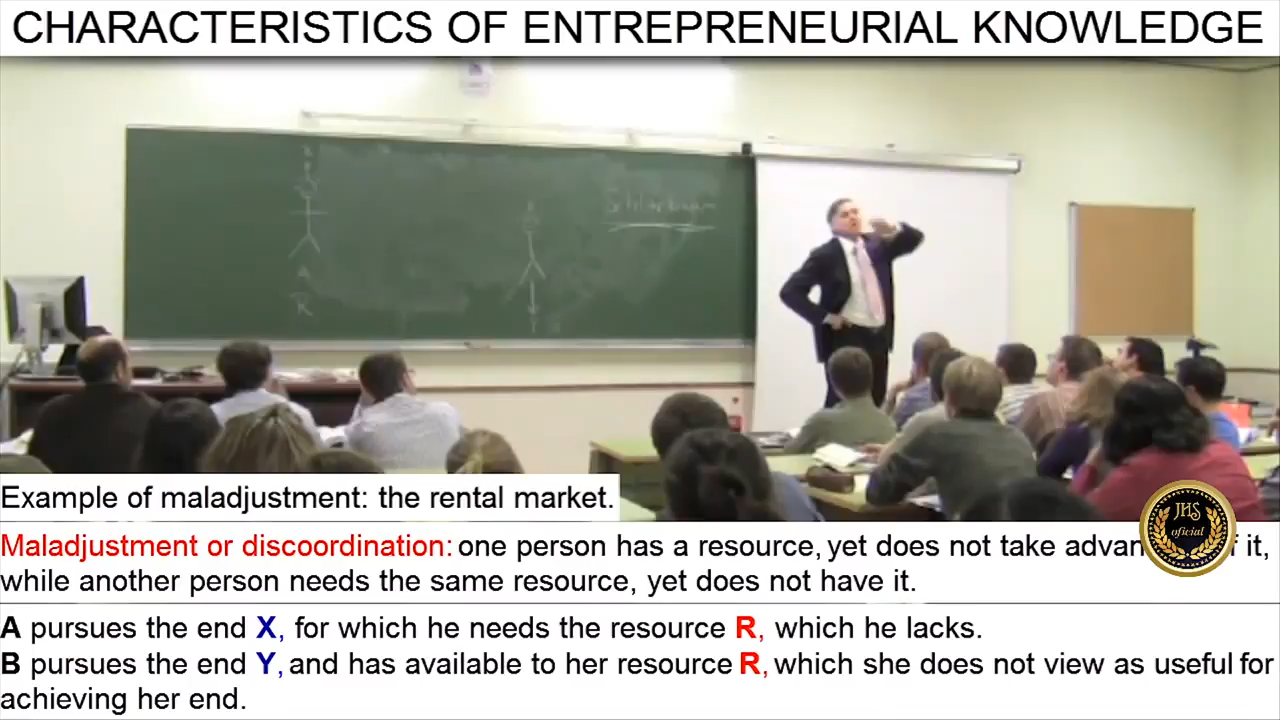 CHARACTERISTICS OF ENTREPRENEURIAL KNOWLEDGE
A
R
Example of maladjustment: the rental market.
Maladjustment or discoordination: one person has a resource, yet does not take it,
while another person needs the same resource, yet does not have it.
JHS
oficial
A pursues the end X, for which he needs the resource R, which he lacks.
B pursues the end Y, and has available to her resource R, which she does not view as useful for
achieving her end.